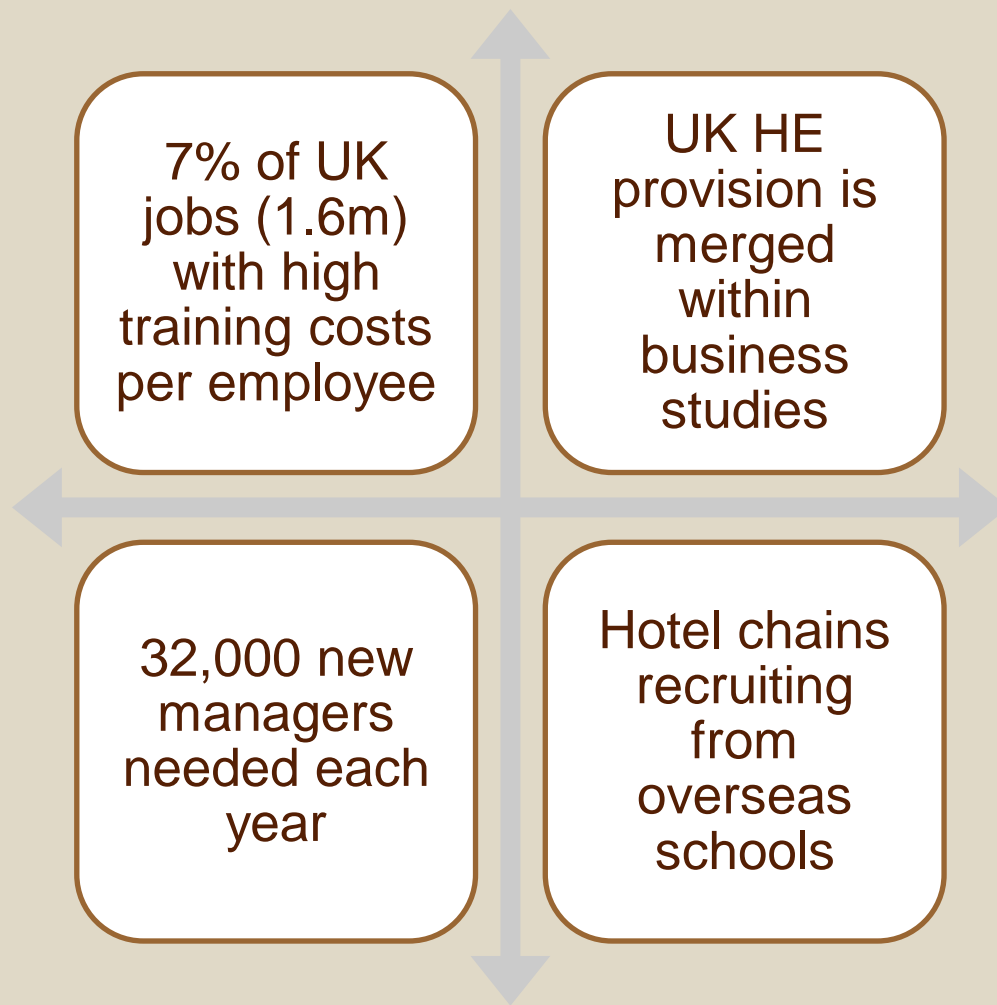 7% of UK
jobs (1.6m)
with high
training costs
per employee
UK HE
provision is
merged
within
business
studies
32,000 new
managers
needed each
year
Hotel chains
recruiting
from
overseas
schools